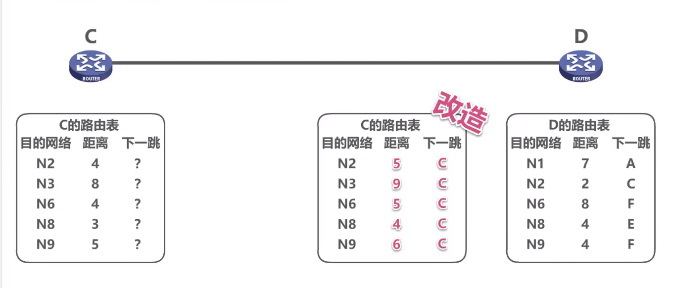 C
D
ROUTER
ROUTER
C的路由表
目的网络 距离 下一跳
N2 4 ?
N3 8 ?
N6 4 ?
N8 3 ?
N9 5 ?
改造
C的路由表
目的网络 距离 下一跳
N2 5 C
N3 9 C
N6 5 C
N8 4 C
N9 6 C
D的路由表
目的网络 距离 下一跳
N1 7 A
N2 2 C
N6 8 F
N8 4 E
N9 4 F